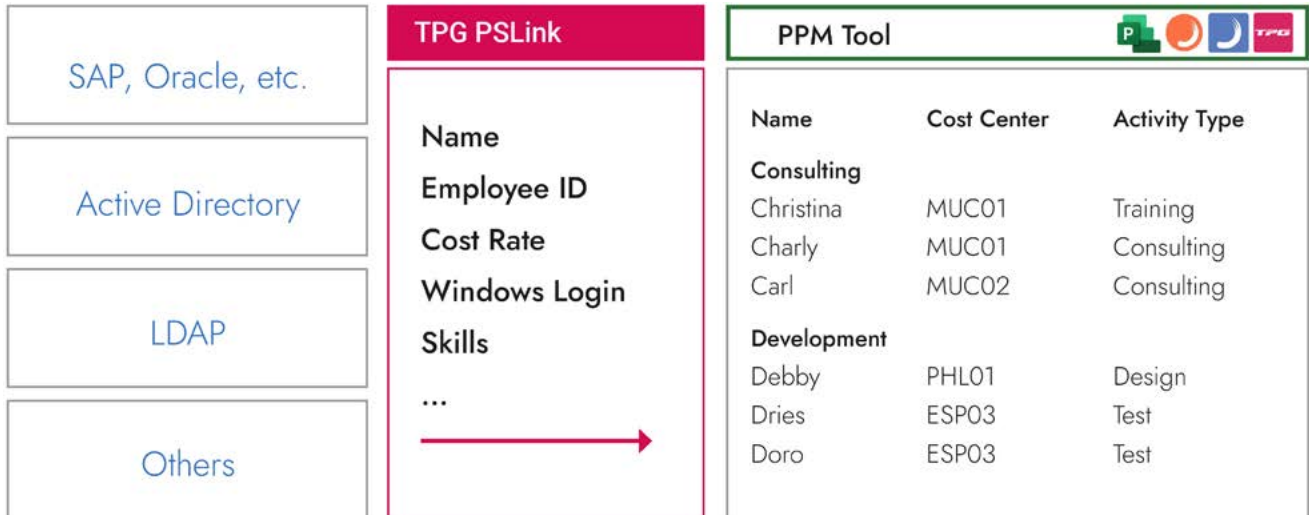 SAP, Oracle, etc.
Active Directory
LDAP
Others
TPG PSLink
Name
Employee ID
Cost Rate
Windows Login
Skills
...
PPM Tool
P
TPG
Name Cost Center Activity Type
Consulting
Christina MUC01 Training
Charly MUC01 Consulting
Carl MUC02 Consulting
Development
Debby PHL01 Design
Dries ESP03 Test
Doro ESP03 Test